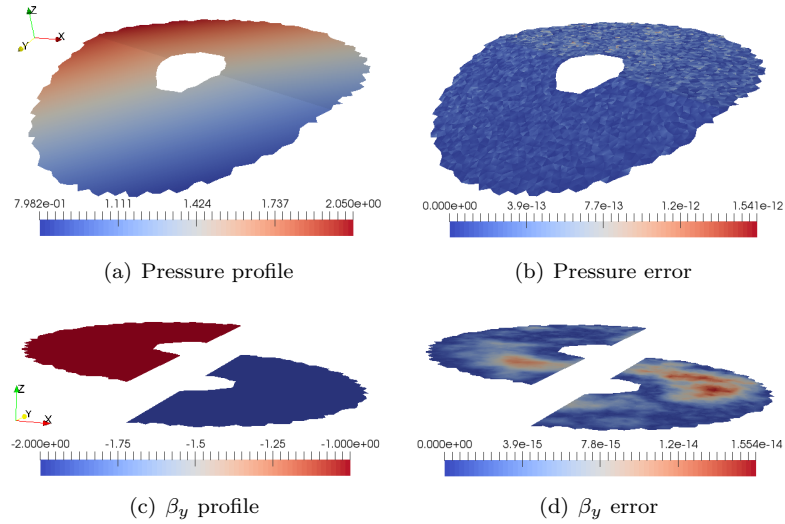 Z
X
Y
7.982e-01 1.111 1.424 1.737 2.050e+00
0.000e+00 3.9e-13 7.7e-13 1.2e-12 1.541e-12
(a) Pressure profile
(b) Pressure error
Z
Y
X
-2.0000e+00 -1.75 -1.5 -1.25 -1.0000e+00
0.000e+00 3.9e-15 7.8e-15 1.2e-14 1.554e-14
(c) βy profile
(d) βy error